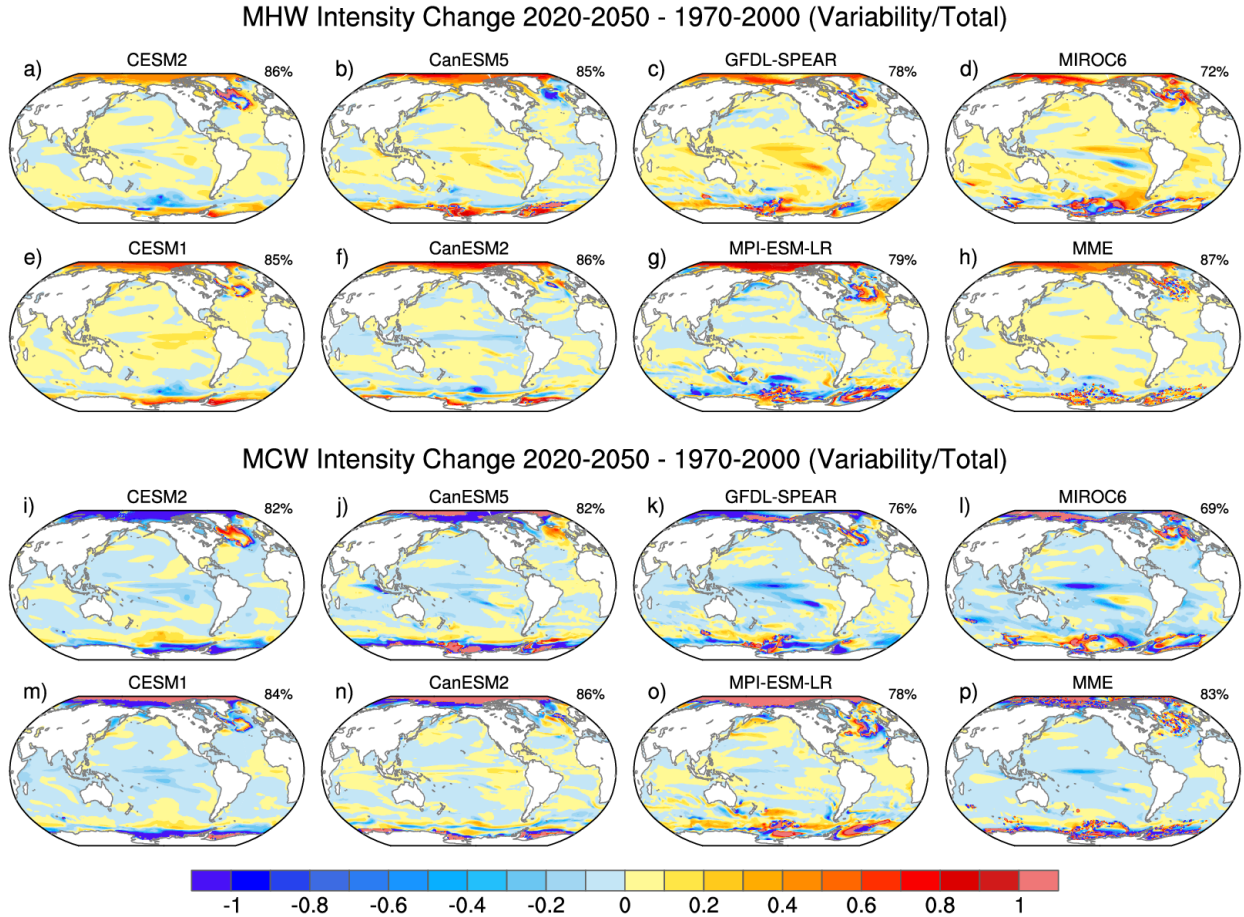 MHW Intensity Change 2020-2050 - 1970-2000 (Variability/Total)
a) CESM2 86%
b) CanESM5 85%
c) GFDL-SPEAR 78%
d) MIROC6 72%
e) CESM1 85%
f) CanESM2 86%
g) MPI-ESM-LR 79%
h) MME 87%
MCW Intensity Change 2020-2050 - 1970-2000 (Variability/Total)
i) CESM2 82%
j) CanESM5 82%
k) GFDL-SPEAR 76%
l) MIROC6 69%
m) CESM1 84%
n) CanESM2 86%
o) MPI-ESM-LR 78%
p) MME 83%
-1 -0.8 -0.6 -0.4 -0.2 0 0.2 0.4 0.6 0.8 1